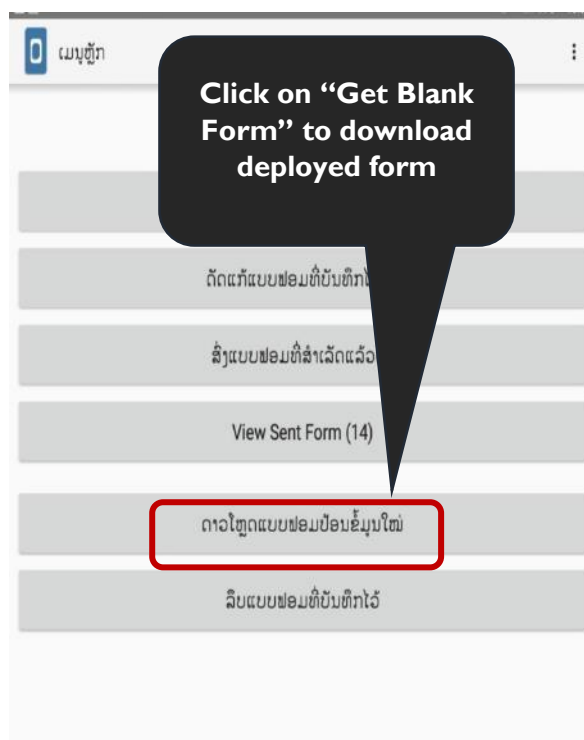 ເມນູຫຼັກ
Click on “Get Blank
Form” to download
deployed form
ດັດແກ້ແບບຟອມທີ່ບັນທຶກ
ສົ່ງແບບຟອມທີ່ສຳເລັດແລ້ວ
View Sent Form (14)
ດາວໂຫຼດແບບຟອມປ້ອນຂໍ້ມູນໃໝ່
ລຶບແບບຟອມທີ່ບັນທຶກໄວ້